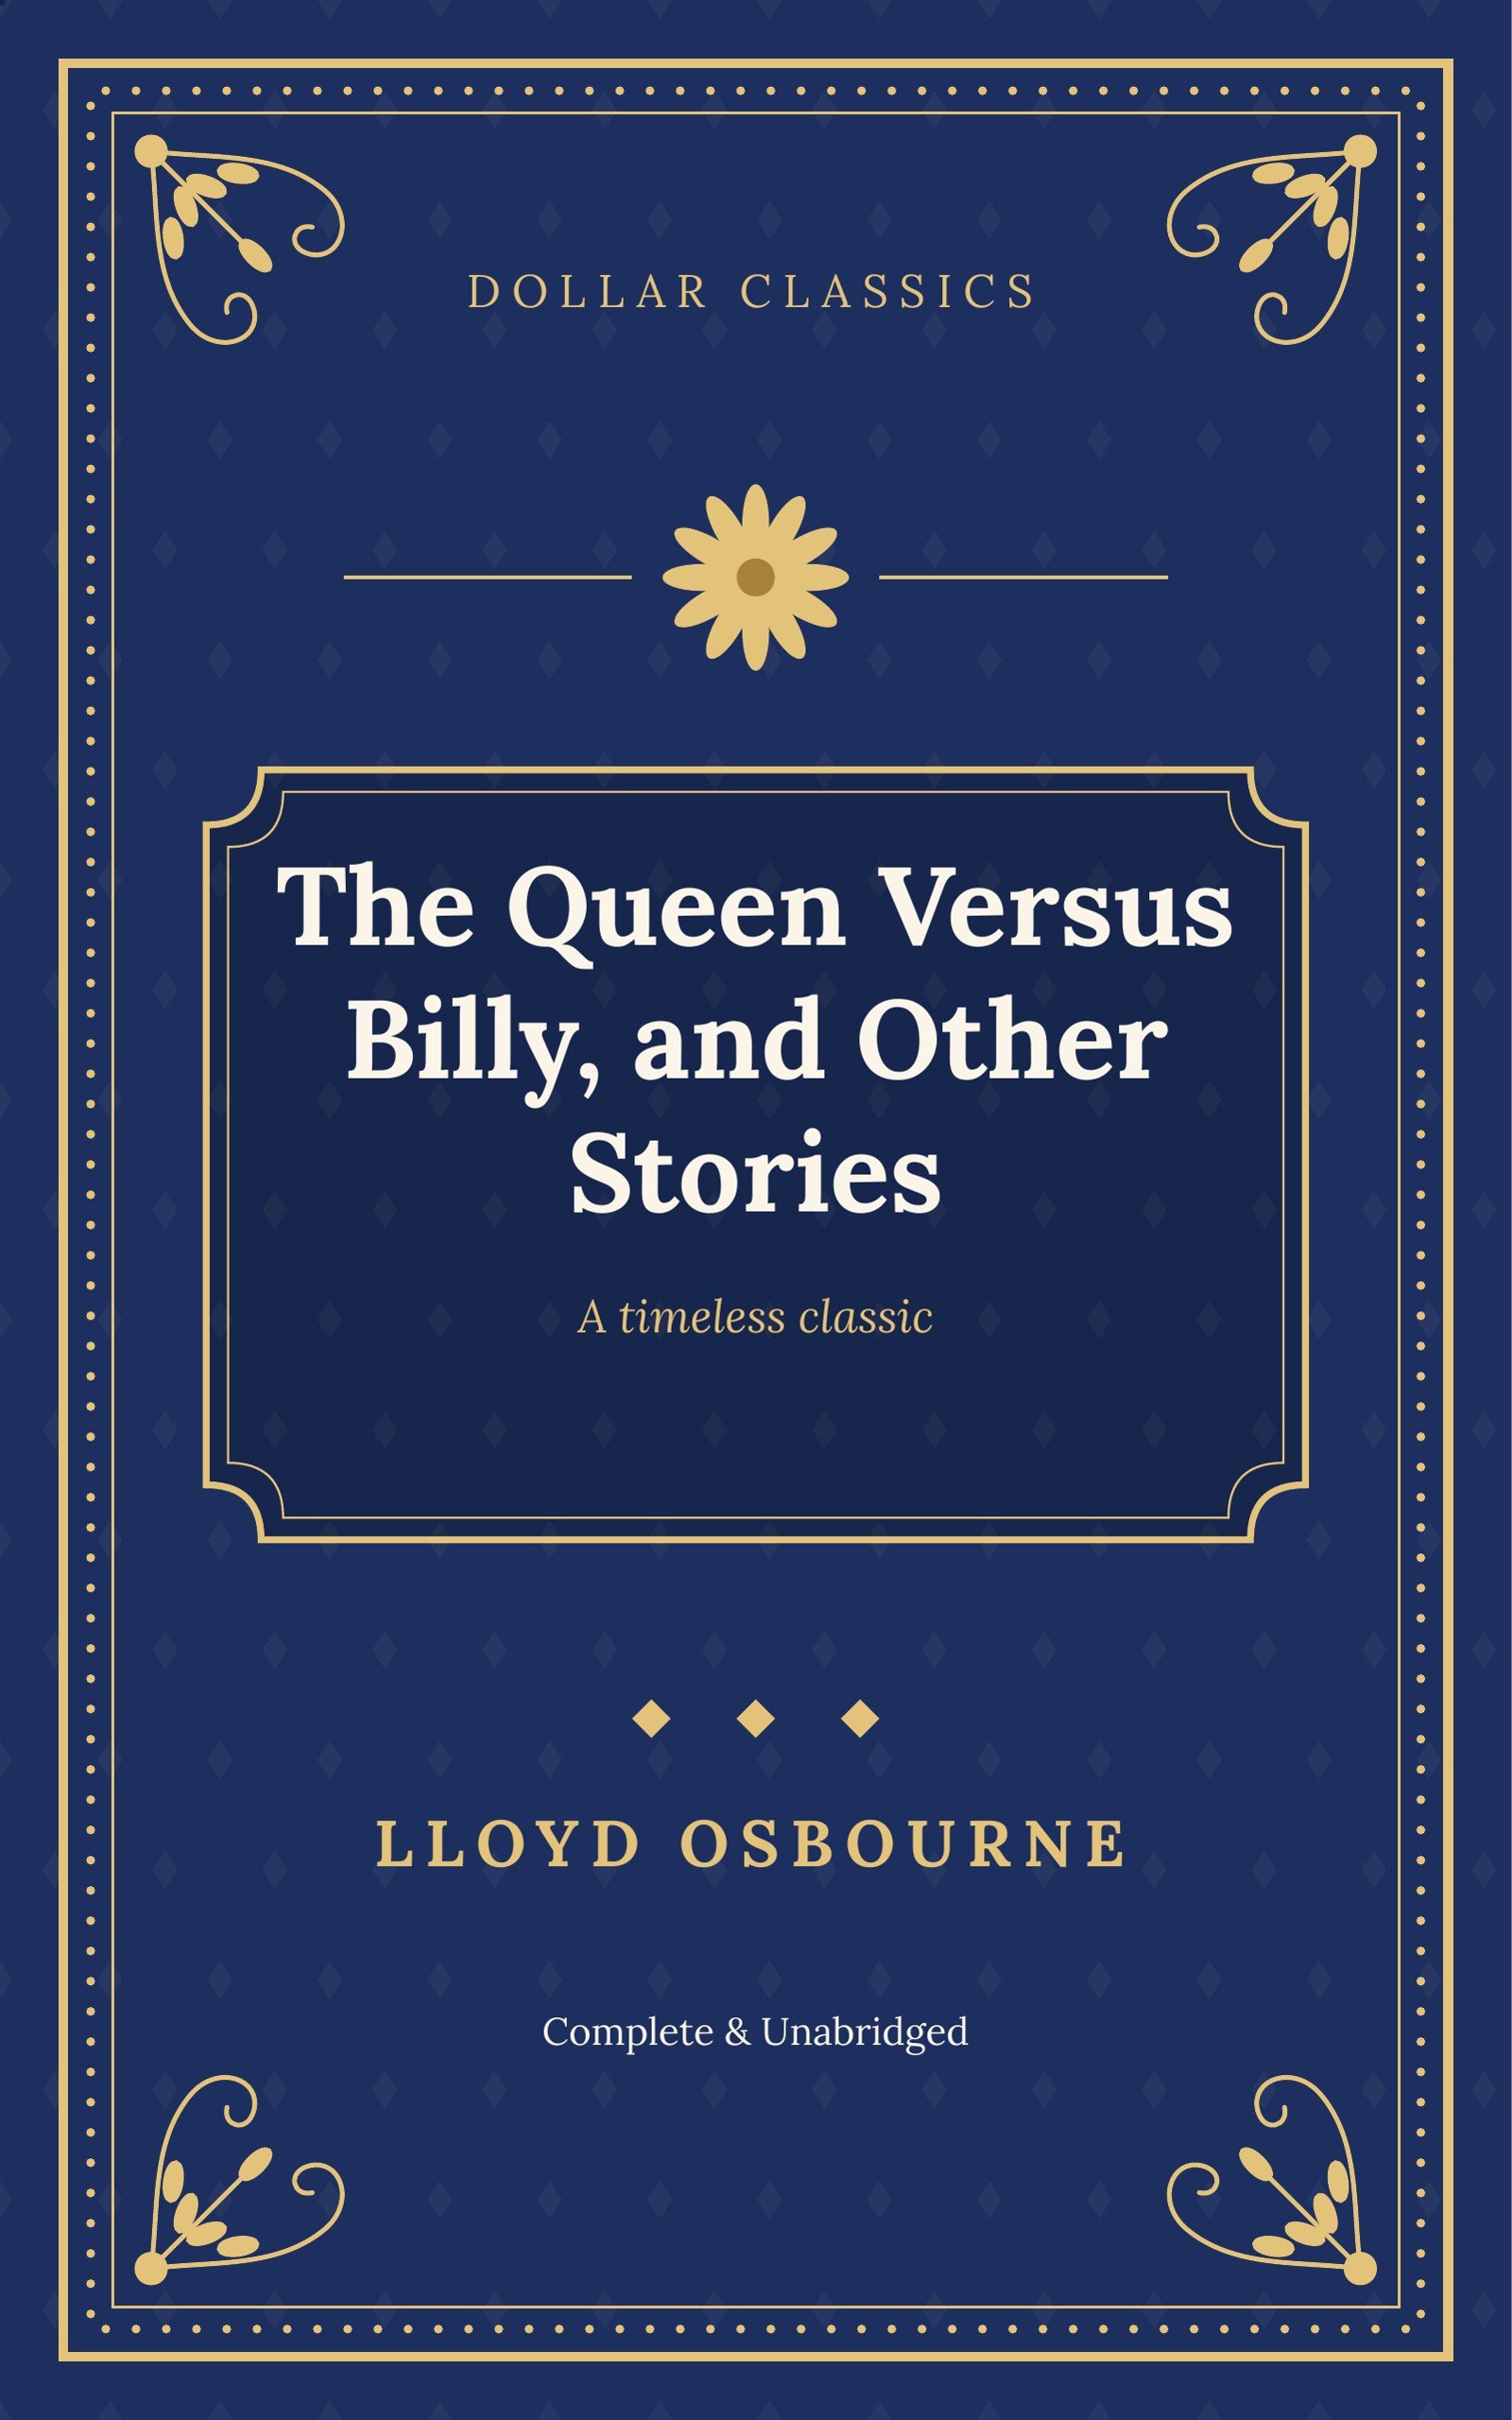 DOLLAR CLASSICS
The Queen Versus
Billy, and Other
Stories
A timeless classic
LLOYD OSBOURNE
Complete & Unabridged